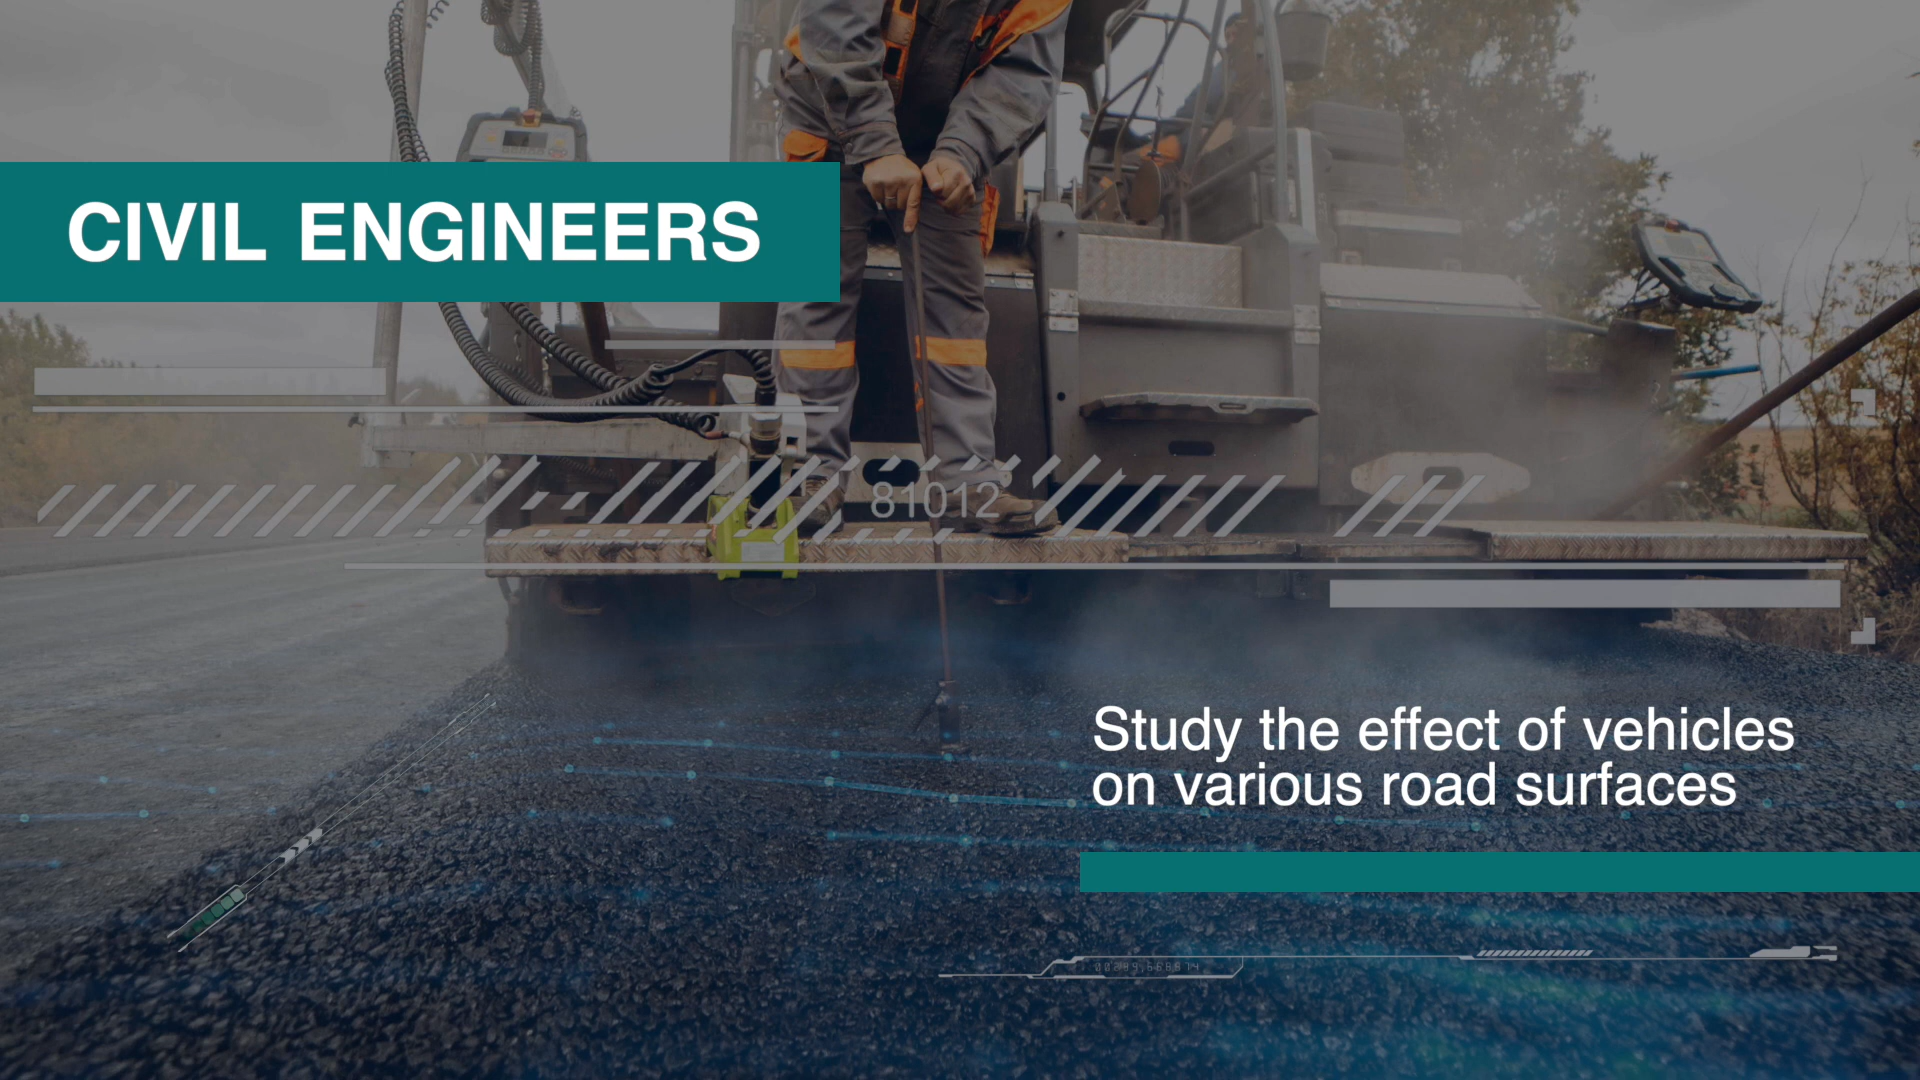 CIVIL ENGINEERS
81012
Study the effect of vehicles
on various road surfaces